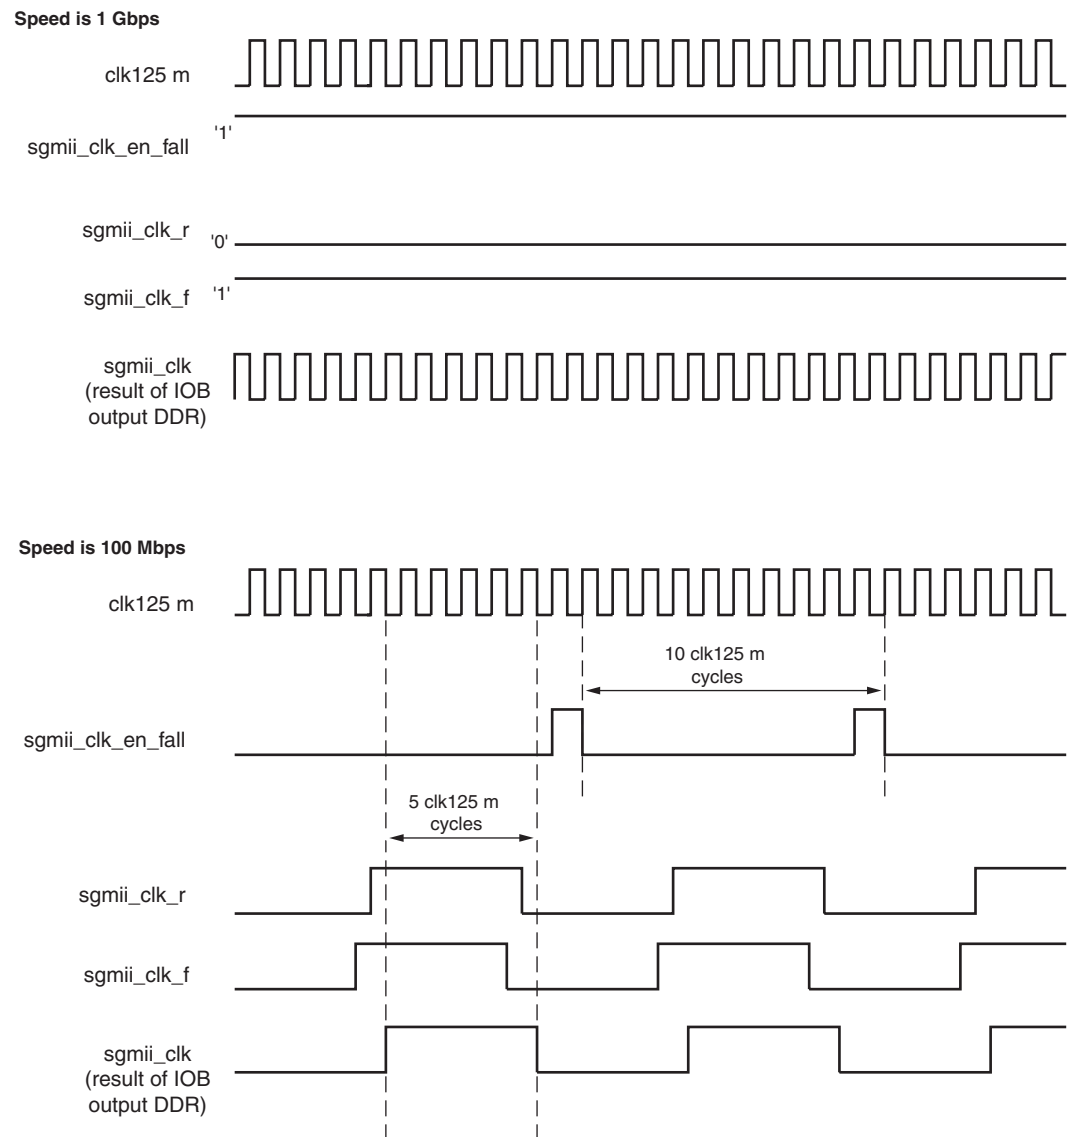 Speed is 1 Gbps
clk125 m
'1'
sgmii_clk_en_fall
sgmii_clk_r
'0'
sgmii_clk_f
'1'
sgmii_clk
(result of IOB
output DDR)
Speed is 100 Mbps
clk125 m
10 clk125 m
cycles
sgmii_clk_en_fall
5 clk125 m
cycles
sgmii_clk_r
sgmii_clk_f
sgmii_clk
(result of IOB
output DDR)